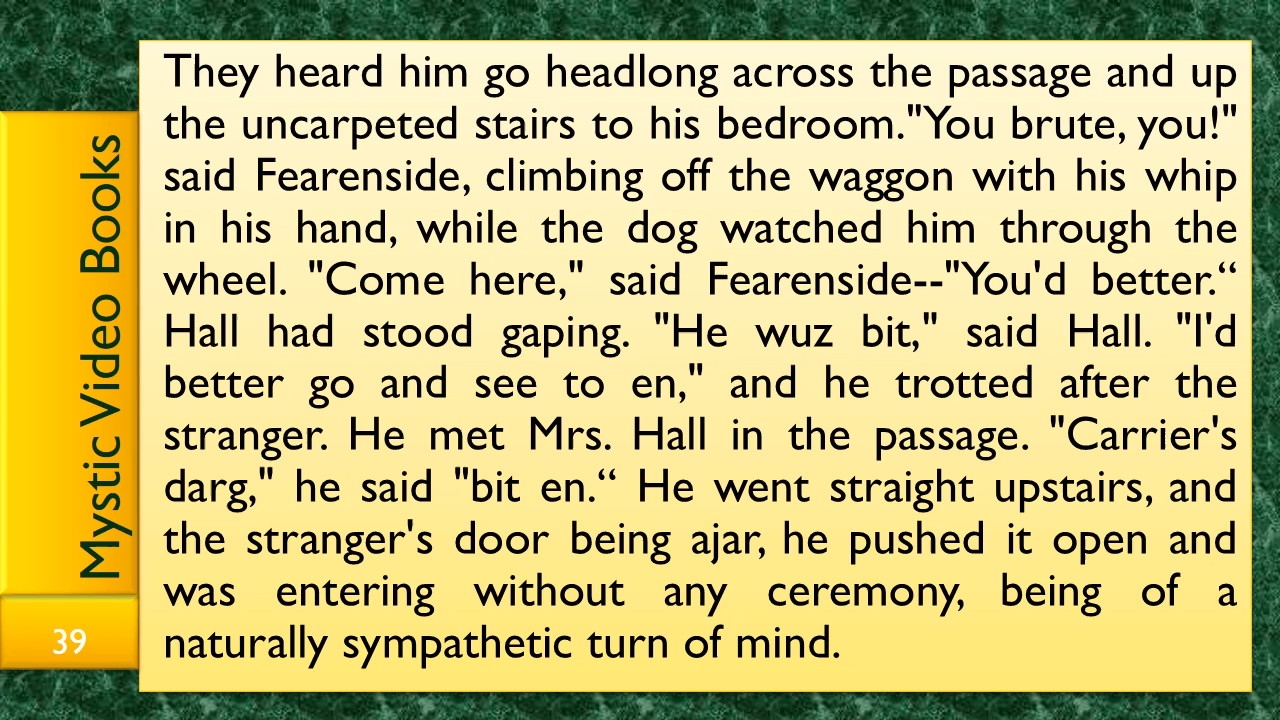 They heard him go headlong across the passage and up
the uncarpeted stairs to his bedroom."You brute, you!"
said Fearenside, climbing off the waggon with his whip
in his hand, while the dog watched him through the
wheel. "Come here," said Fearenside--"You'd better.“
Hall had stood gaping. "He wuz bit," said Hall. "I'd
better go and see to en," and he trotted after the
stranger. He met Mrs. Hall in the passage. "Carrier's
darg," he said "bit en.“ He went straight upstairs, and
the stranger's door being ajar, he pushed it open and
was entering without any ceremony, being of a
naturally sympathetic turn of mind.
Mystic Video Books
39